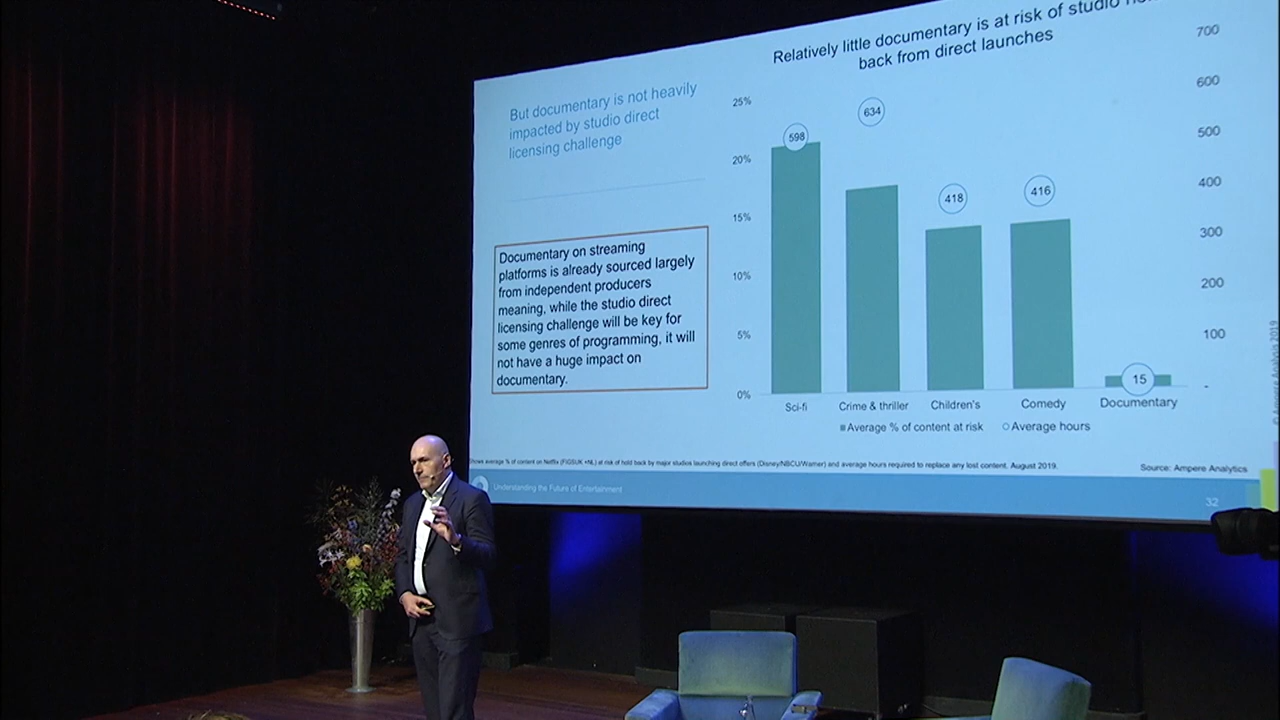 But documentary is not heavily
impacted by studio direct
licensing challenge
Documentary on streaming
platforms is already sourced largely
from independent producers
meaning, while the studio direct
licensing challenge will be key for
some genres of programming, it will
not have a huge impact on
documentary.
Relatively little documentary is at risk of studio
back from direct launches
25%
20%
15%
10%
5%
0%
598
634
418
416
15
700
600
500
400
300
200
100
-
Sci-fi
Crime & thriller
Children's
Comedy
Documentary
Average % of content at risk
Average hours
Shows average % of content on Netflix (FIGSUK +NL) at risk of hold back by major studios launching direct offers (Disney/NBCU/Warner) and average hours required to replace any lost content. August 2019.
Source: Ampere Analytics
Understanding the Future of Entertainment
32
© Ampere Analysis 2019